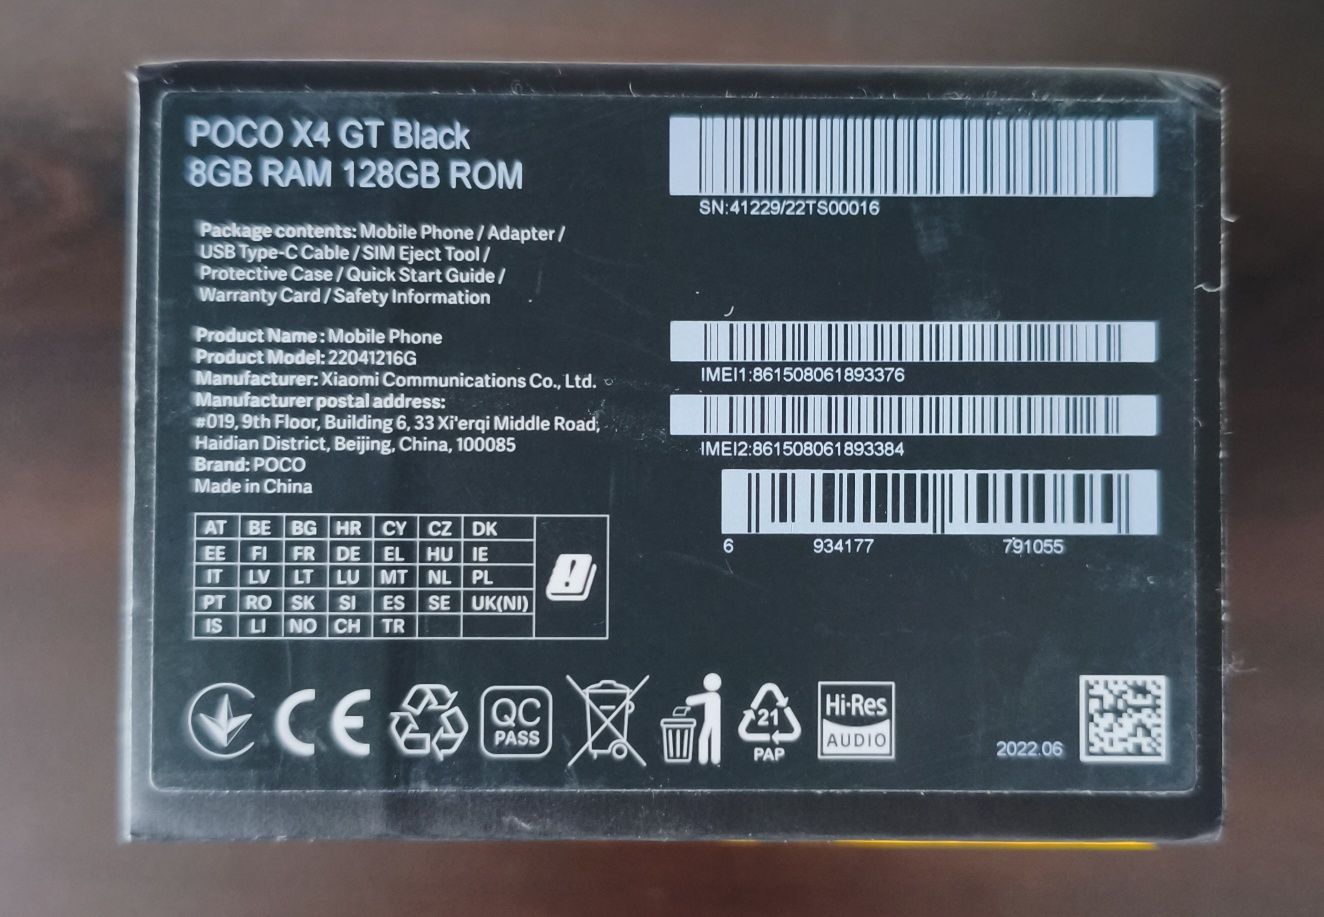 POCO X4 GT Black
8GB RAM 128GB ROM
Package contents: Mobile Phone / Adapter /
USB Type-C Cable / SIM Eject Tool /
Protective Case / Quick Start Guide /
Warranty Card / Safety Information
Product Name: Mobile Phone
Product Model: 22041216G
Manufacturer: Xiaomi Communications Co., Ltd.
Manufacturer postal address:
#019, 9th Floor, Building 6, 33 Xi'erqi Middle Road,
Haidian District, Beijing, China, 100085
Brand: POCO
Made in China
AT BE BG HR CY CZ DK
EE FI FR DE EL HU IE
IT LV LT LU MT NL PL
PT RO SK SI ES SE UK(NI)
IS LI NO CH TR
SN:41229/22TS00016
IMEI1:861508061893376
IMEI2:861508061893384
6 934177 791055
CE
QC
PASS
21
PAP
Hi-Res
AUDIO
2022.06